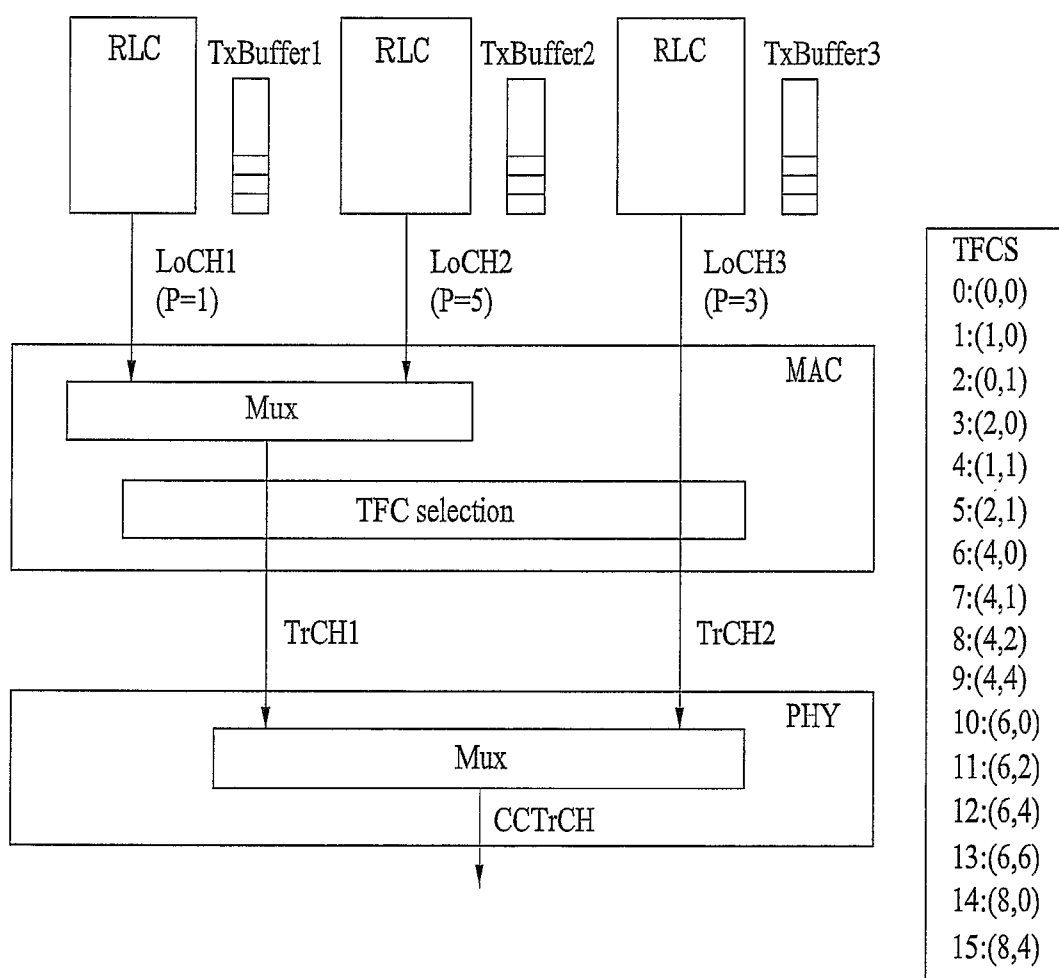 RLC
TxBuffer1
RLC
TxBuffer2
RLC
TxBuffer3
LoCH1
(P=1)
LoCH2
(P=5)
LoCH3
(P=3)
MAC
Mux
TFC selection
TrCH1
TrCH2
PHY
Mux
CCTrCH
TFCS
0:(0,0)
1:(1,0)
2:(0,1)
3:(2,0)
4:(1,1)
5:(2,1)
6:(4,0)
7:(4,1)
8:(4,2)
9:(4,4)
10:(6,0)
11:(6,2)
12:(6,4)
13:(6,6)
14:(8,0)
15:(8,4)